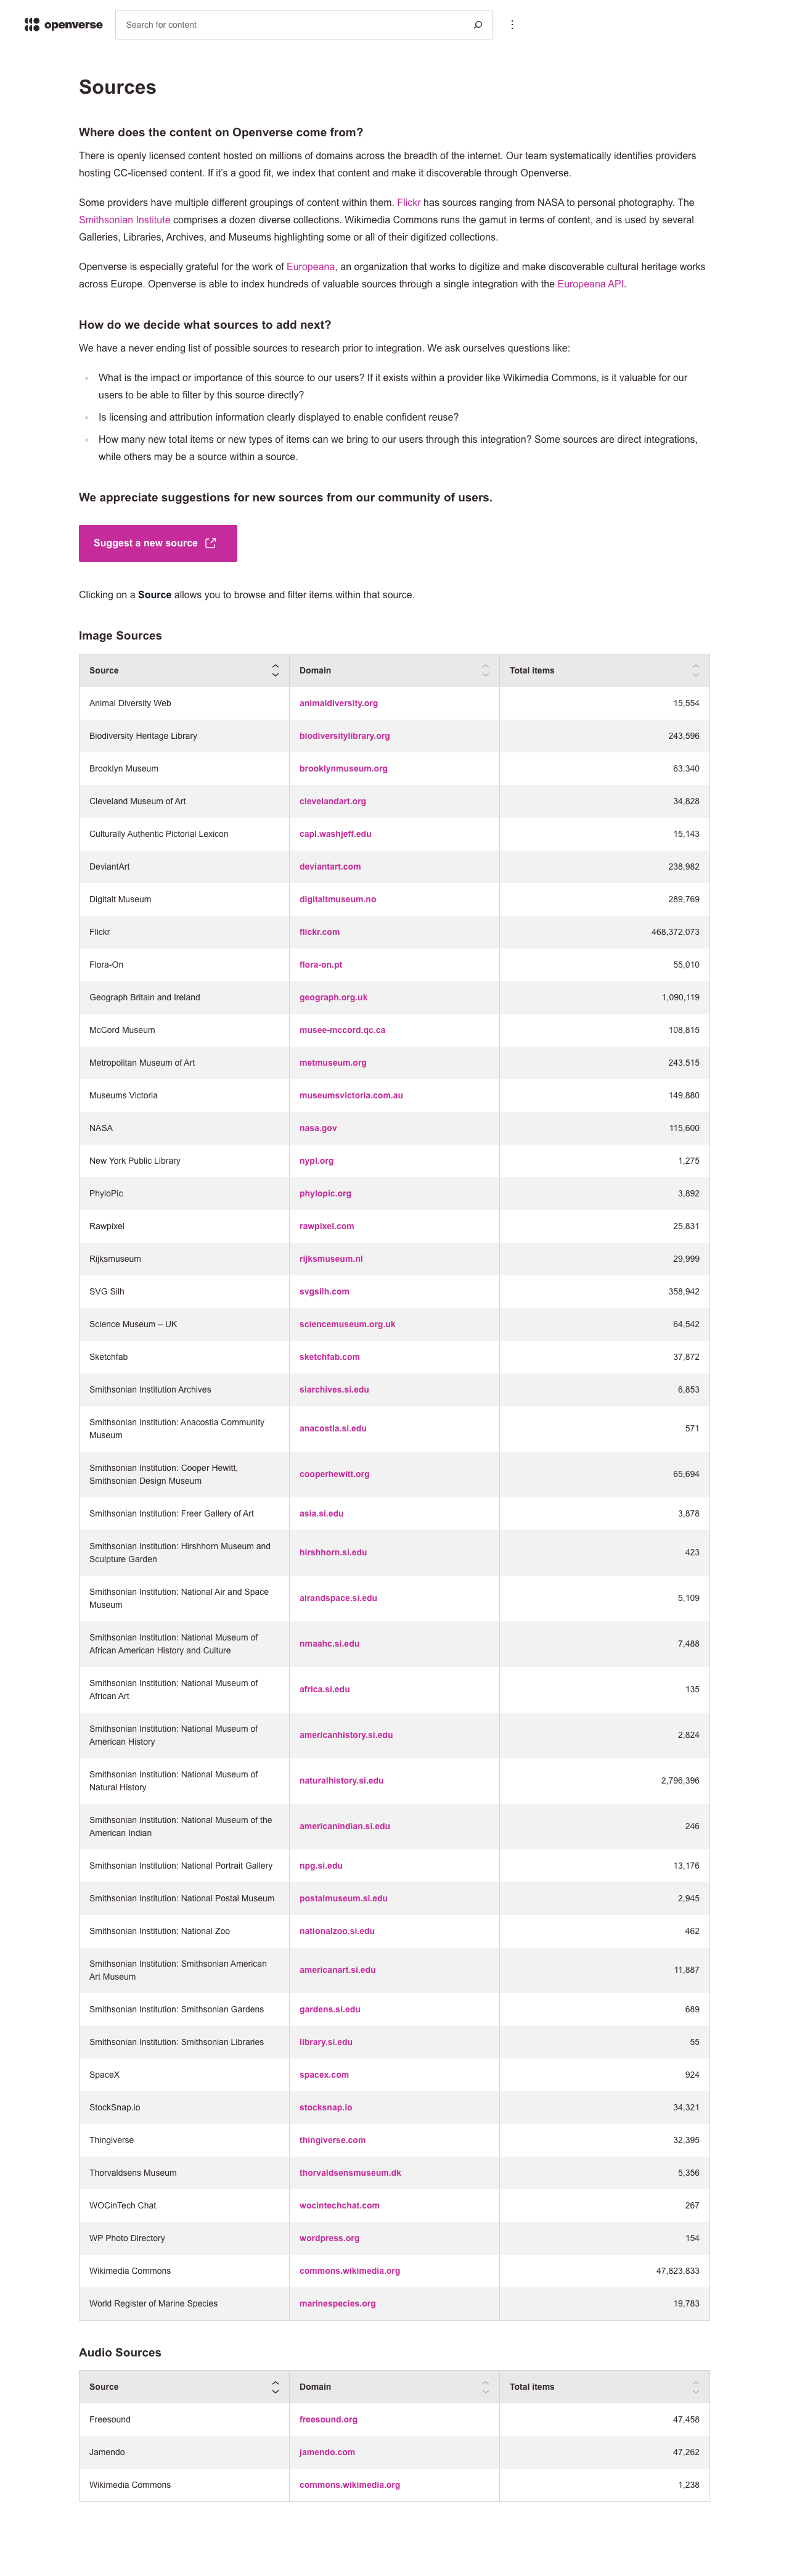 openverse
Search for content
Sources
Where does the content on Openverse come from?
There is openly licensed content hosted on millions of domains across the breadth of the internet. Our team systematically identifies providers
hosting CC-licensed content. If it's a good fit, we index that content and make it discoverable through Openverse.
Some providers have multiple different groupings of content within them. Flickr has sources ranging from NASA to personal photography. The
Smithsonian Institute comprises a dozen diverse collections. Wikimedia Commons runs the gamut in terms of content, and is used by several
Galleries, Libraries, Archives, and Museums highlighting some or all of their digitized collections.
Openverse is especially grateful for the work of Europeana, an organization that works to digitize and make discoverable cultural heritage works
across Europe. Openverse is able to index hundreds of valuable sources through a single integration with the Europeana API.
How do we decide what sources to add next?
We have a never ending list of possible sources to research prior to integration. We ask ourselves questions like:
What is the impact or importance of this source to our users? If it exists within a provider like Wikimedia Commons, is it valuable for our
users to be able to filter by this source directly?
Is licensing and attribution information clearly displayed to enable confident reuse?
How many new total items or new types of items can we bring to our users through this integration? Some sources are direct integrations,
while others may be a source within a source.
We appreciate suggestions for new sources from our community of users.
Suggest a new source
Clicking on a Source allows you to browse and filter items within that source.
Image Sources
Source Domain Total items
Animal Diversity Web animaldiversity.org 15,554
Biodiversity Heritage Library biodiversitylibrary.org 243,596
Brooklyn Museum brooklynmuseum.org 63,340
Cleveland Museum of Art clevelandart.org 34,828
Culturally Authentic Pictorial Lexicon capl.washjeff.edu 15,143
DeviantArt deviantart.com 238,982
Digitalt Museum digitaltmuseum.no 289,769
Flickr flickr.com 468,372,073
Flora-On flora-on.pt 55,010
Geograph Britain and Ireland geograph.org.uk 1,090,119
McCord Museum musee-mccord.qc.ca 108,815
Metropolitan Museum of Art metmuseum.org 243,515
Museums Victoria museumsvictoria.com.au 149,880
NASA nasa.gov 115,600
New York Public Library nypl.org 1,275
PhyloPic phylopic.org 3,892
Rawpixel rawpixel.com 25,831
Rijksmuseum rijksmuseum.nl 29,999
SVG Silh svgsilh.com 358,942
Science Museum – UK sciencemuseum.org.uk 64,542
Sketchfab sketchfab.com 37,872
Smithsonian Institution Archives siarchives.si.edu 6,853
Smithsonian Institution: Anacostia Community
Museum anacostia.si.edu 571
Smithsonian Institution: Cooper Hewitt,
Smithsonian Design Museum cooperhewitt.org 65,694
Smithsonian Institution: Freer Gallery of Art asia.si.edu 3,878
Smithsonian Institution: Hirshhorn Museum and
Sculpture Garden hirshhorn.si.edu 423
Smithsonian Institution: National Air and Space
Museum airandspace.si.edu 5,109
Smithsonian Institution: National Museum of
African American History and Culture nmaahc.si.edu 7,488
Smithsonian Institution: National Museum of
African Art africa.si.edu 135
Smithsonian Institution: National Museum of
American History americanhistory.si.edu 2,824
Smithsonian Institution: National Museum of
Natural History naturalhistory.si.edu 2,796,396
Smithsonian Institution: National Museum of the
American Indian americanindian.si.edu 246
Smithsonian Institution: National Portrait Gallery npg.si.edu 13,176
Smithsonian Institution: National Postal Museum postalmuseum.si.edu 2,945
Smithsonian Institution: National Zoo nationalzoo.si.edu 462
Smithsonian Institution: Smithsonian American
Art Museum americanart.si.edu 11,887
Smithsonian Institution: Smithsonian Gardens gardens.si.edu 689
Smithsonian Institution: Smithsonian Libraries library.si.edu 55
SpaceX spacex.com 924
StockSnap.io stocksnap.io 34,321
Thingiverse thingiverse.com 32,395
Thorvaldsens Museum thorvaldsensmuseum.dk 5,356
WOCinTech Chat wocintechchat.com 267
WP Photo Directory wordpress.org 154
Wikimedia Commons commons.wikimedia.org 47,823,833
World Register of Marine Species marinespecies.org 19,783
Audio Sources
Source Domain Total items
Freesound freesound.org 47,458
Jamendo jamendo.com 47,262
Wikimedia Commons commons.wikimedia.org 1,238